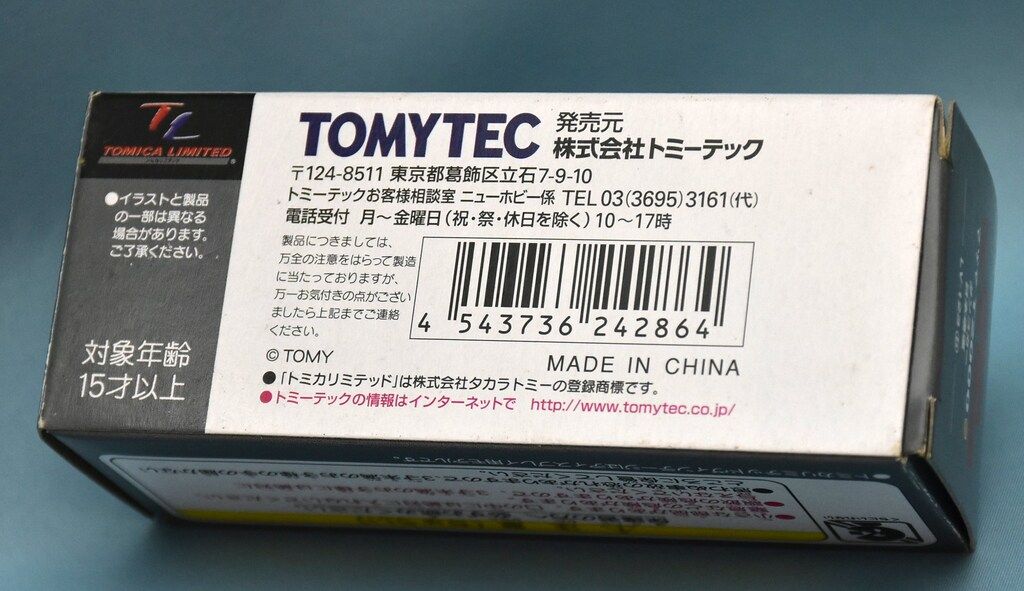 TOMICA LIMITED
●イラストと製品
の一部は異なる
場合があります。
ご了承ください。
対象年齢
15才以上
TOMYTEC
発売元
株式会社トミーテック
〒124-8511 東京都葛飾区立石7-9-10
トミーテックお客様相談室 ニューホビー係 TEL 03(3695)3161(代)
電話受付 月～金曜日(祝・祭・休日を除く)10～17時
製品につきましては、
万全の注意をはらって製造
に当たっておりますが、
万一お気付きの点がござい
ましたら上記までご連絡
ください。
4 543736 242864
© TOMY
MADE IN CHINA
●「トミカリミテッド」は株式会社タカラトミーの登録商標です。
●トミーテックの情報はインターネットで http://www.tomytec.co.jp/